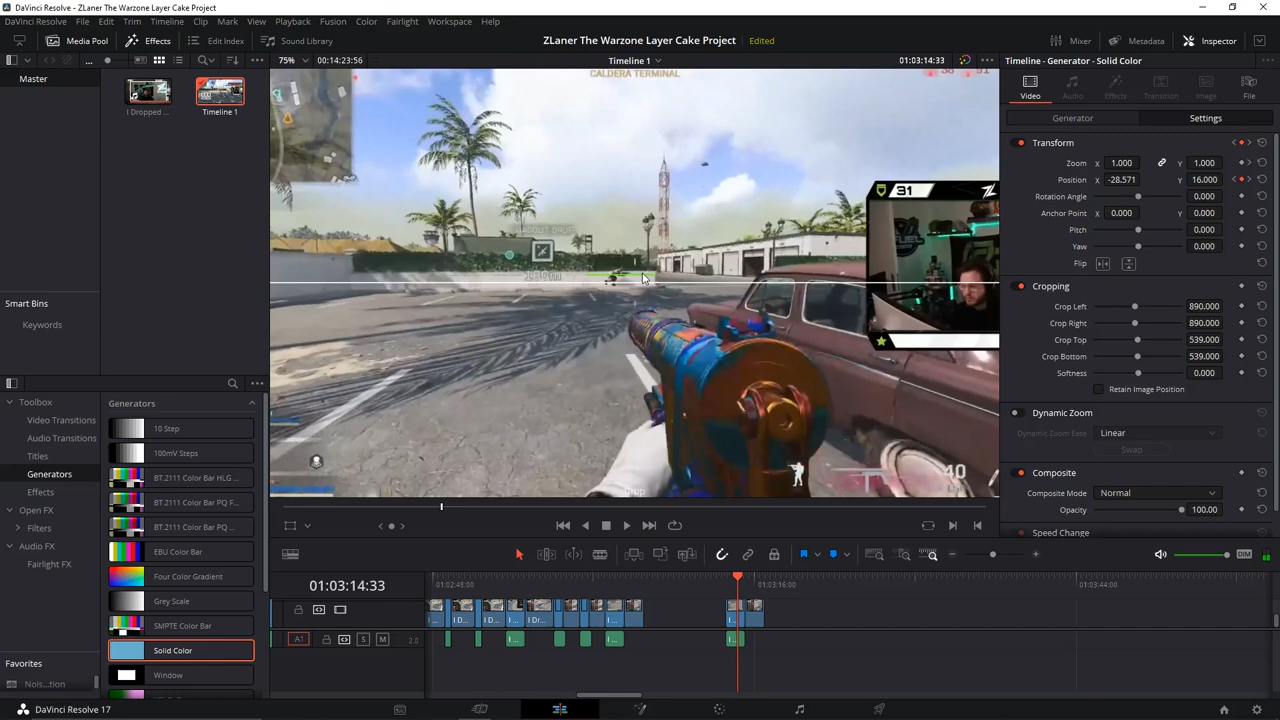 DaVinci Resolve - ZLaner The Warzone Layer Cake Project
DaVinci Resolve File Edit Trim Timeline Clip Mark View Playback Fusion Color Fairlight Workspace Help
Media Pool Effects Edit Index Sound Library ZLaner The Warzone Layer Cake Project Edited Mixer Metadata Inspector
... 75% 00:14:23:56 Timeline 1 01:03:14:33 Timeline - Generator - Solid Color
Master
I Dropped ... Timeline 1
CALDERA TERMINAL
31
40
Video Audio Effects Transition Image File
Generator Settings
Transform
Zoom X 1.000 Y 1.000
Position X -28.571 Y 16.000
Rotation Angle 0.000
Anchor Point X 0.000 Y 0.000
Pitch 0.000
Yaw 0.000
Flip
Cropping
Crop Left 890.000
Crop Right 890.000
Crop Top 539.000
Crop Bottom 539.000
Softness 0.000
Retain Image Position
Dynamic Zoom
Dynamic Zoom Ease Linear
Swap
Composite
Composite Mode Normal
Opacity 100.00
Speed Change
Smart Bins
Keywords
Toolbox
Video Transitions
Audio Transitions
Titles
Generators
Effects
Open FX
Filters
Audio FX
Fairlight FX
Favorites
Nois...tion
Generators
10 Step
100mV Steps
BT.2111 Color Bar HLG ...
BT.2111 Color Bar PQ F...
BT.2111 Color Bar PQ ...
EBU Color Bar
Four Color Gradient
Grey Scale
SMPTE Color Bar
Solid Color
Window
DIM
01:03:14:33 01:02:48:00 01:03:16:00 01:03:44:00
A1 S M 2.0
DaVinci Resolve 17